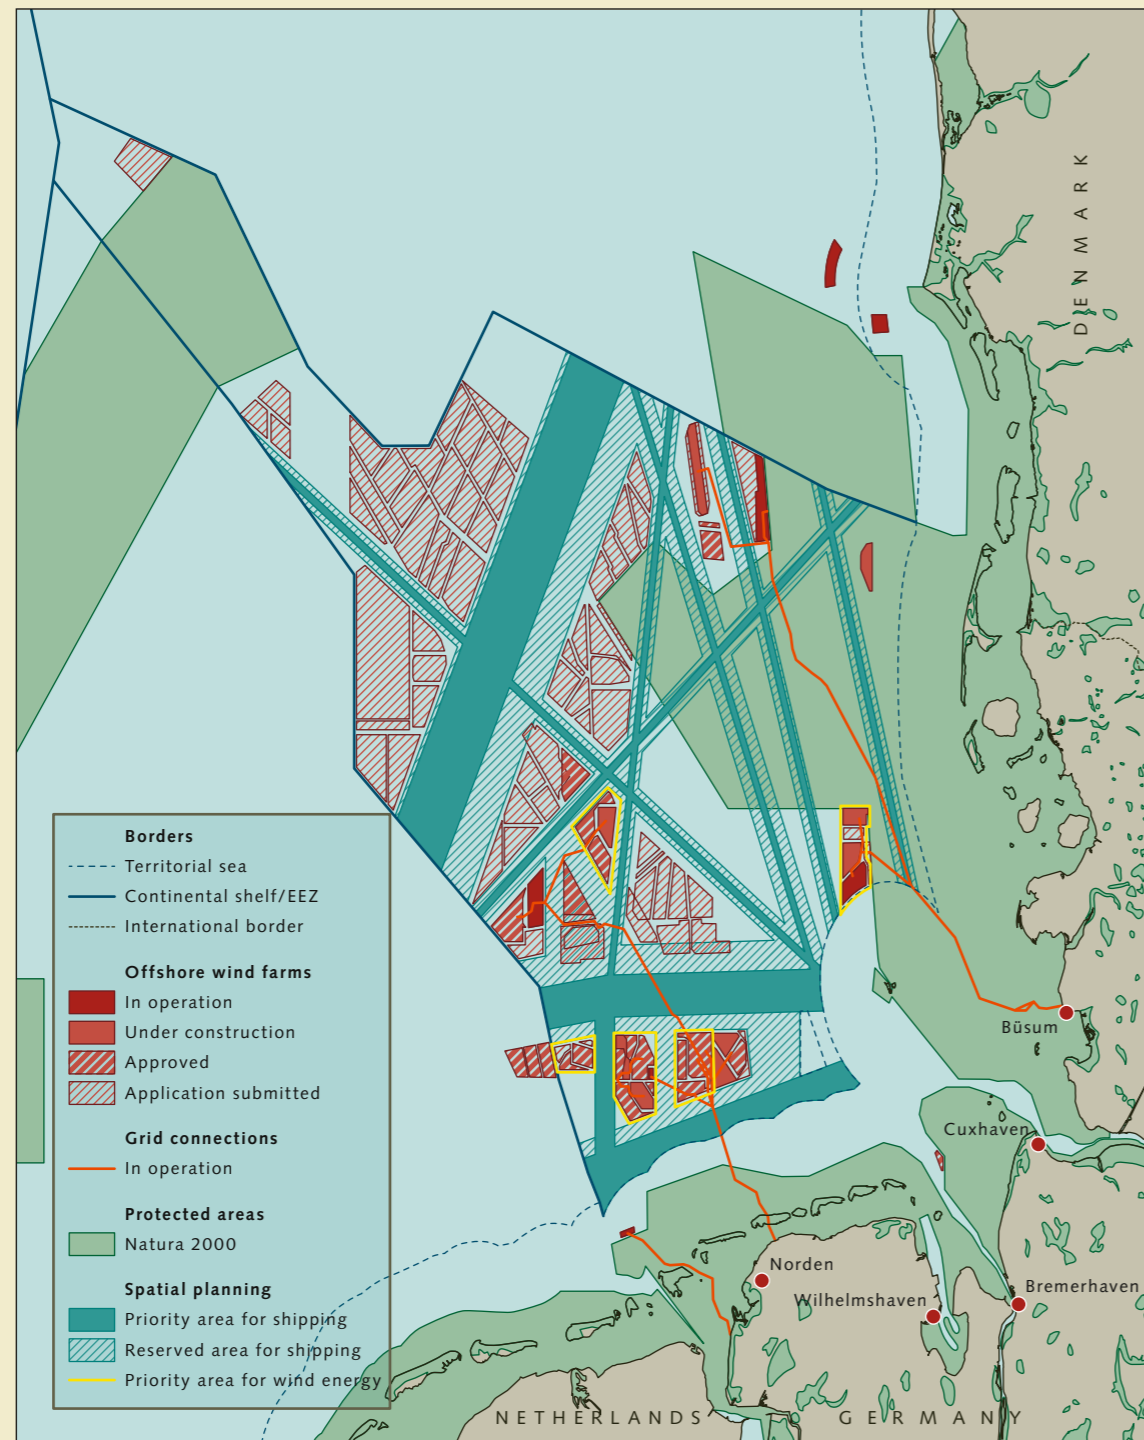 DENMARK
Borders
Territorial sea
Continental shelf/EEZ
International border
Offshore wind farms
In operation
Under construction
Approved
Application submitted
Grid connections
In operation
Protected areas
Natura 2000
Spatial planning
Priority area for shipping
Reserved area for shipping
Priority area for wind energy
Büsum
Cuxhaven
Norden
Wilhelmshaven
Bremerhaven
NETHERLANDS
GERMANY